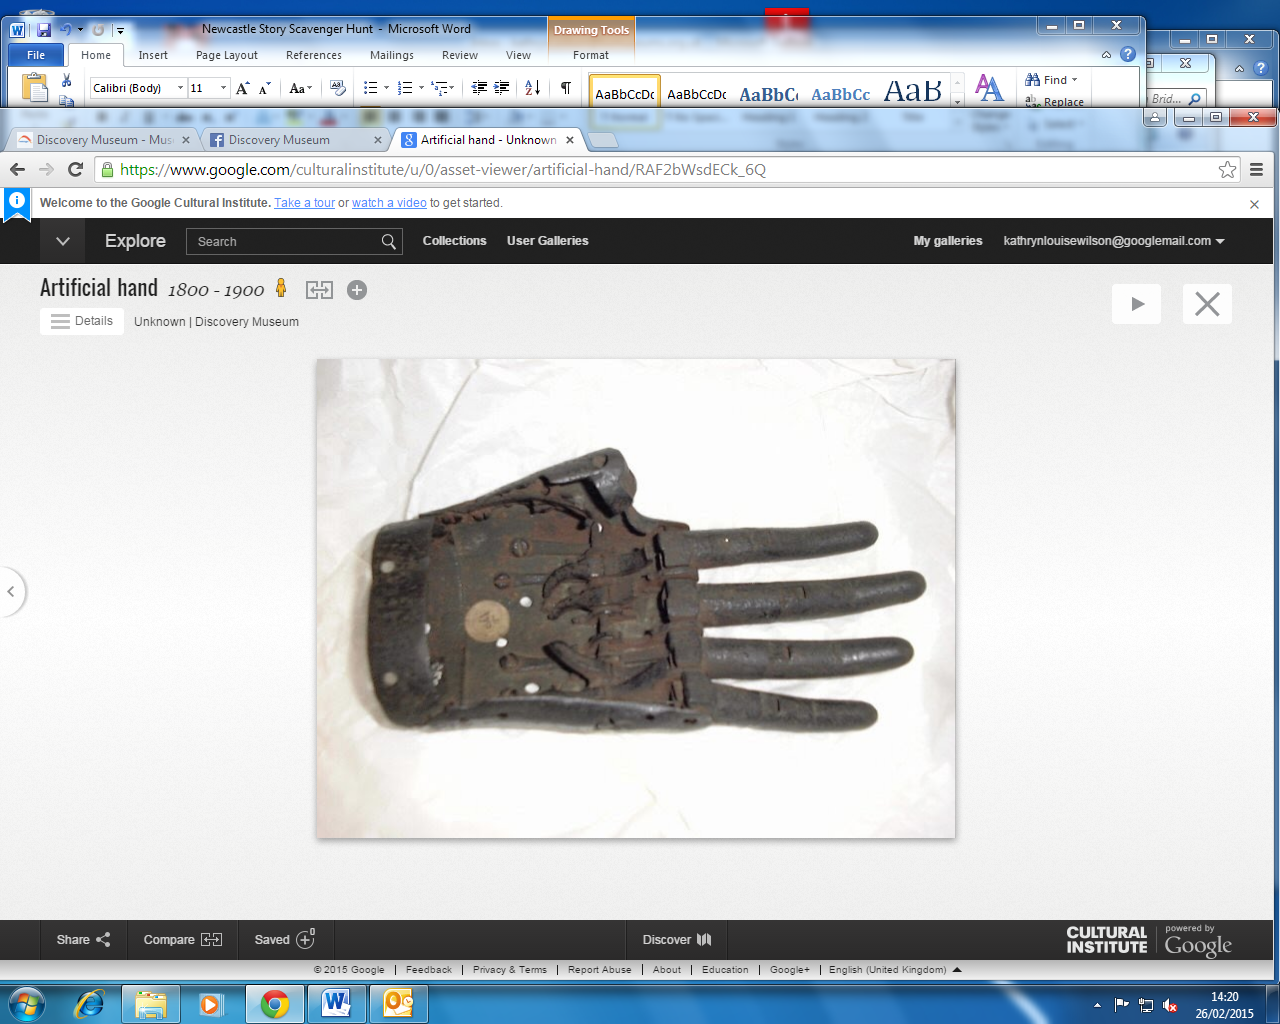 Newcastle Story Scavenger Hunt - Microsoft Word
Drawing Tools
File Home Insert Page Layout References Mailings Review View Format
Calibri (Body) 11 Aa AaBbCcDc AaBbCcDc AaBbC AaBbCc AaB Find
Replace
Brid...
Discovery Museum - Mus
Discovery Museum
Artificial hand - Unknown
https://www.google.com/culturalinstitute/u/0/asset-viewer/artificial-hand/RAF2bWsdECk_6Q
Welcome to the Google Cultural Institute. Take a tour or watch a video to get started.
Explore Search Collections User Galleries My galleries kathrynlouisewilson@googlemail.com
Artificial hand 1800 - 1900
Details Unknown | Discovery Museum
Share Compare Saved 0 Discover CULTURAL INSTITUTE powered by Google
© 2015 Google | Feedback | Privacy & Terms | Report Abuse | About | Education | Google+ | English (United Kingdom)
14:20
26/02/2015